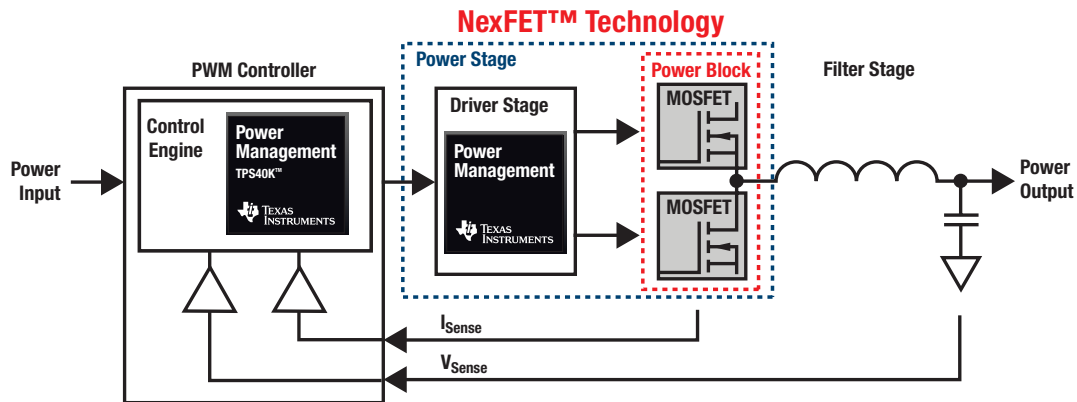 NexFET™ Technology
PWM Controller
Power Stage
Power Block
Filter Stage
Control
Engine
Power
Management
TPS40K™
TEXAS
INSTRUMENTS
Driver Stage
Power
Management
TEXAS
INSTRUMENTS
MOSFET
MOSFET
Power
Input
Power
Output
ISense
VSense